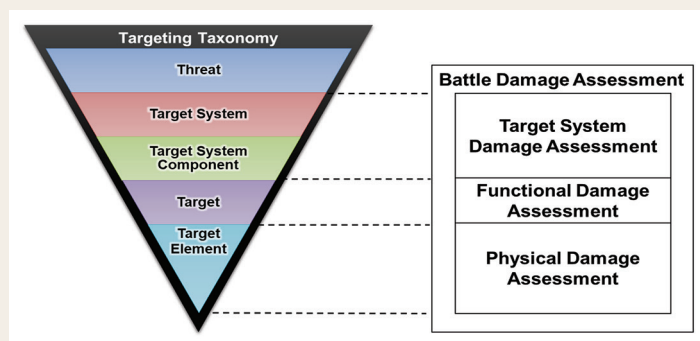 Targeting Taxonomy
Threat
Target System
Target System
Component
Target
Target
Element
Battle Damage Assessment
Target System
Damage Assessment
Functional Damage
Assessment
Physical Damage
Assessment